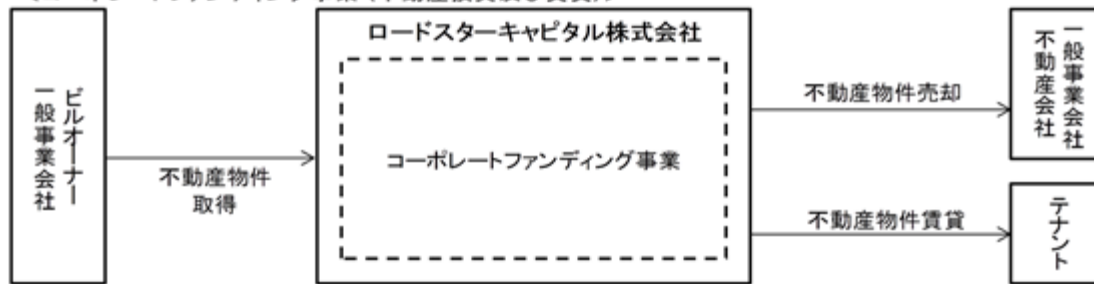 ロードスターキャピタル株式会社
ビルオーナー
一般事業会社
不動産物件
取得
コーポレートファンディング事業
不動産物件売却
一般事業会社
不動産会社
不動産物件賃貸
テナント